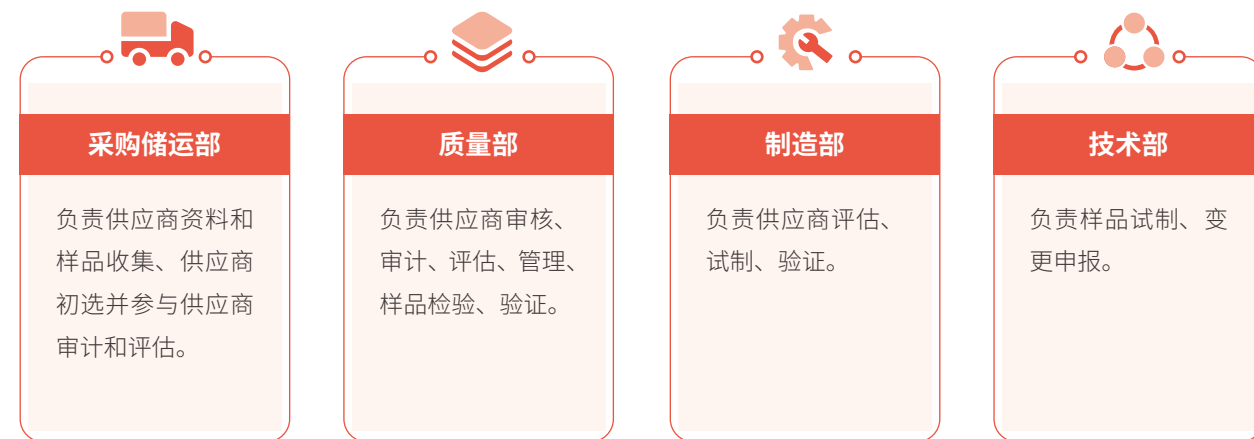 采购储运部
负责供应商资料和
样品收集、供应商
初选并参与供应商
审计和评估。
质量部
负责供应商审核、
审计、评估、管理、
样品检验、验证。
制造部
负责供应商评估、
试制、验证。
技术部
负责样品试制、变
更申报。